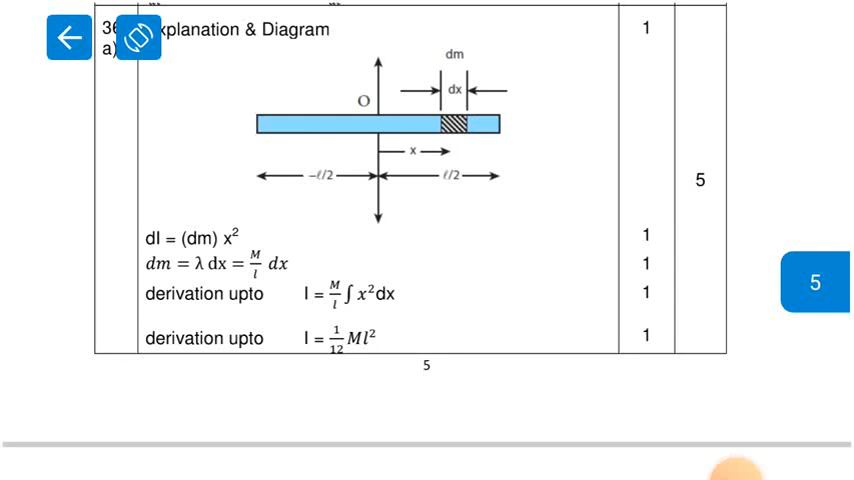 36
a)
xplanation & Diagram
1
dm
dx
O
x
–ℓ/2
ℓ/2
5
dI = (dm) x²
1
dm = λ dx = M/l dx
1
derivation upto I = M/l ∫ x²dx
1
derivation upto I = 1/12 Ml²
1
5
5